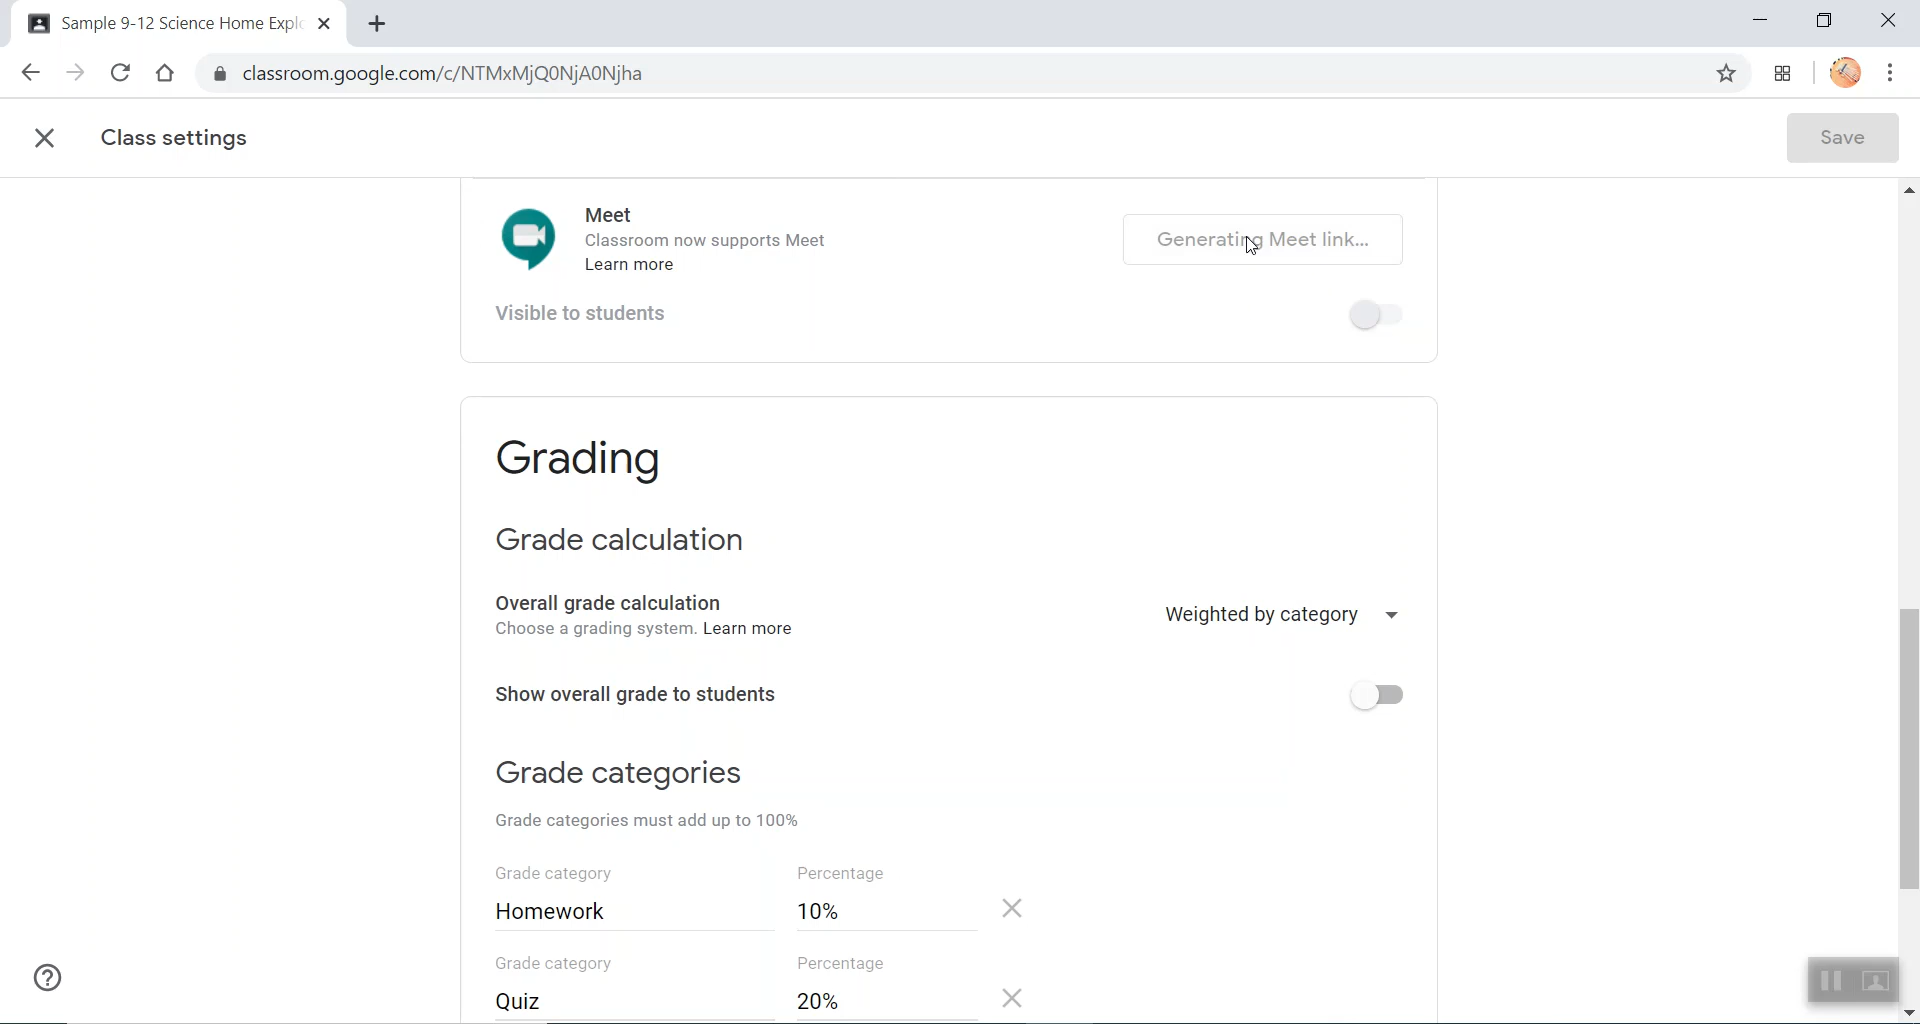 Sample 9-12 Science Home Explo
classroom.google.com/c/NTMxMjQ0NjA0Njha
Class settings
Save
Meet
Classroom now supports Meet
Learn more
Generating Meet link...
Visible to students
Grading
Grade calculation
Overall grade calculation
Choose a grading system. Learn more
Weighted by category
Show overall grade to students
Grade categories
Grade categories must add up to 100%
Grade category Percentage
Homework 10%
Grade category Percentage
Quiz 20%